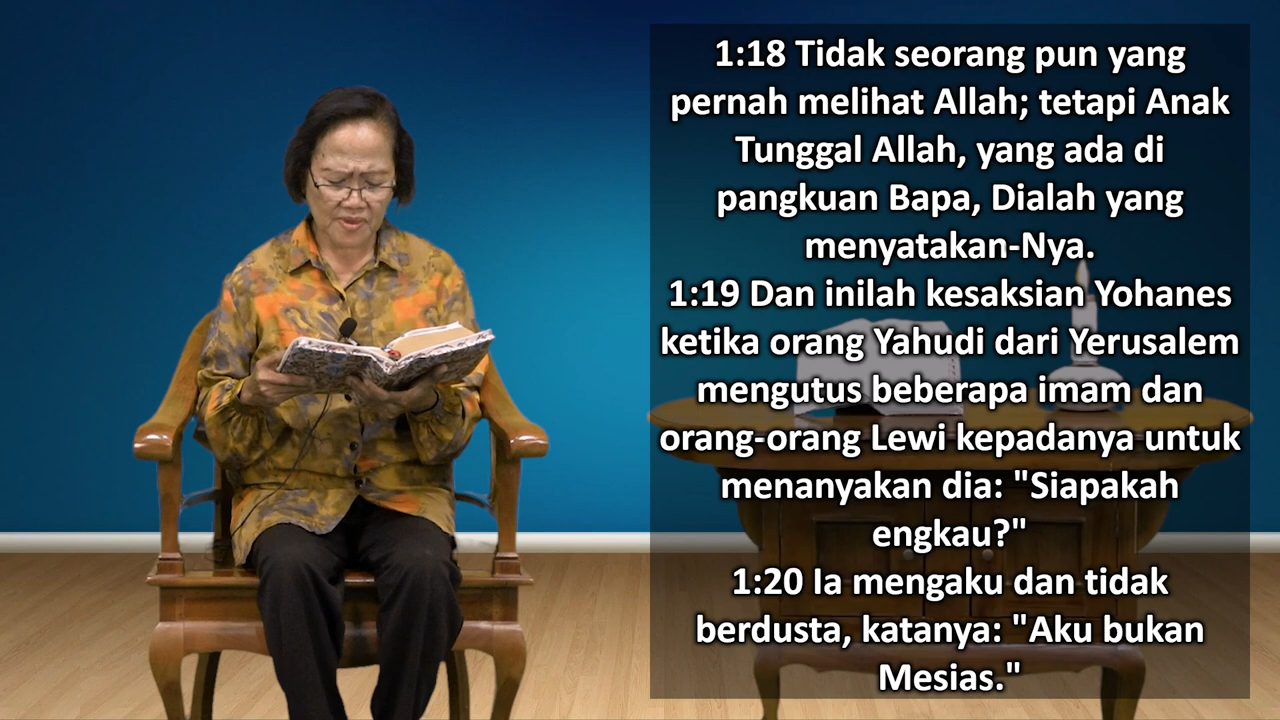 1:18 Tidak seorang pun yang
pernah melihat Allah; tetapi Anak
Tunggal Allah, yang ada di
pangkuan Bapa, Dialah yang
menyatakan-Nya.
1:19 Dan inilah kesaksian Yohanes
ketika orang Yahudi dari Yerusalem
mengutus beberapa imam dan
orang-orang Lewi kepadanya untuk
menanyakan dia: "Siapakah
engkau?"
1:20 Ia mengaku dan tidak
berdusta, katanya: "Aku bukan
Mesias."